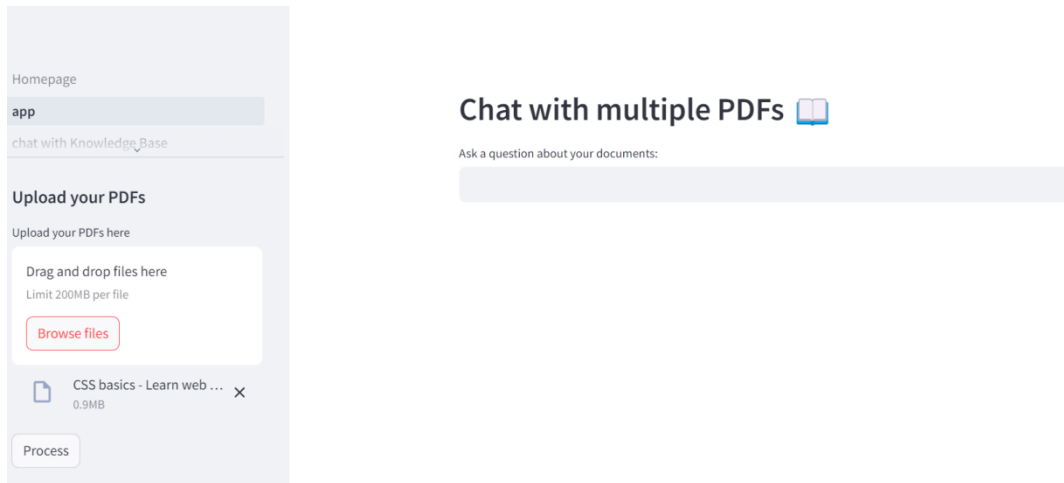 Homepage
app
chat with Knowledge Base
Upload your PDFs
Upload your PDFs here
Drag and drop files here
Limit 200MB per file
Browse files
CSS basics - Learn web ...
0.9MB
Process
Chat with multiple PDFs
Ask a question about your documents: